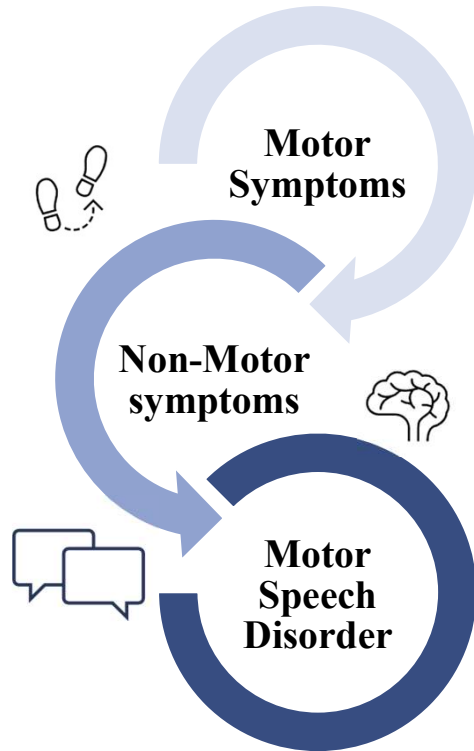 Motor
Symptoms
Non-Motor
symptoms
Motor
Speech
Disorder